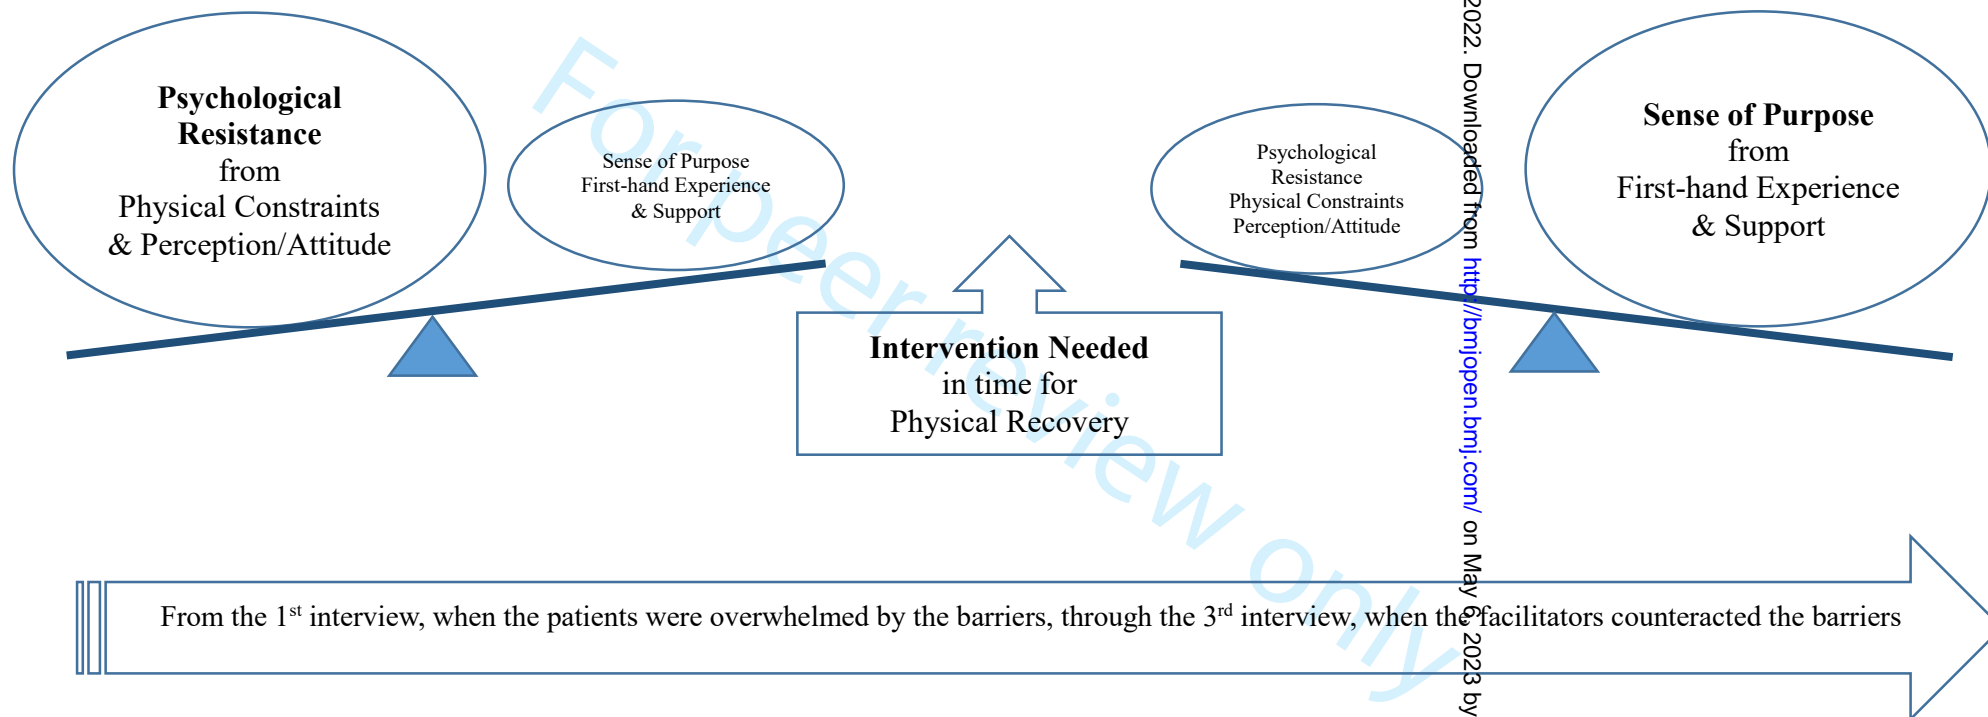 Psychological
Resistance
from
Physical Constraints
& Perception/Attitude
Sense of Purpose
First-hand Experience
& Support
Intervention Needed
in time for
Physical Recovery
Psychological
Resistance
Physical Constraints
Perception/Attitude
Sense of Purpose
from
First-hand Experience
& Support
From the 1st interview, when the patients were overwhelmed by the barriers, through the 3rd interview, when the facilitators counteracted the barriers
For peer review only
2022. Downloaded from http://bmjopen.bmj.com/ on May 6, 2023 by